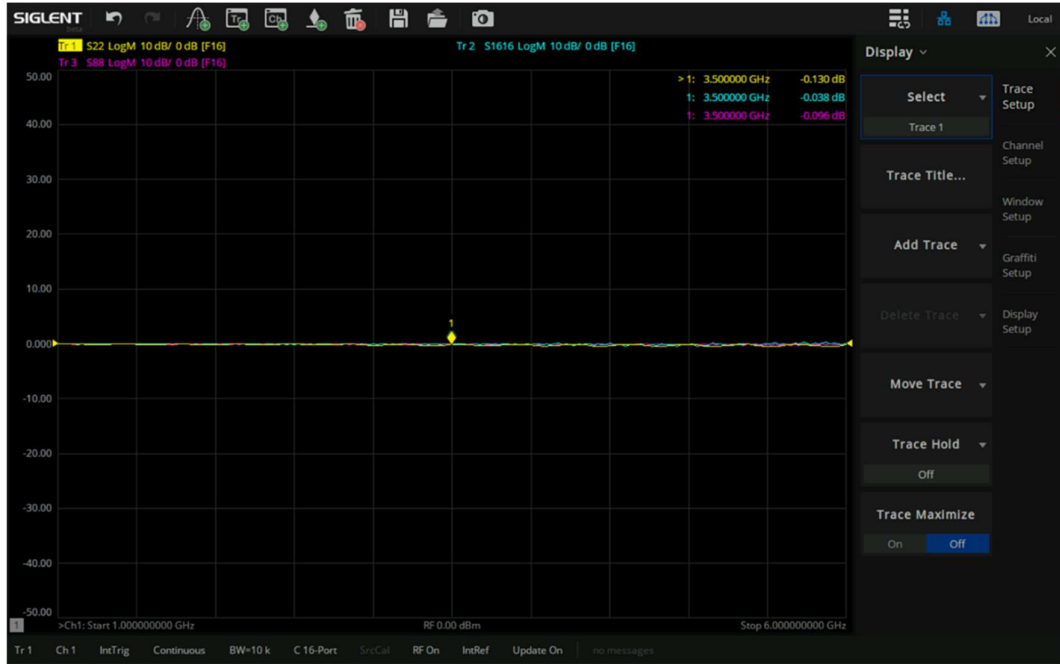 SIGLENT
Beta
Tr
Ch
Local
Tr 1 S22 LogM 10 dB/ 0 dB [F16]
Tr 2 S1616 LogM 10 dB/ 0 dB [F16]
Tr 3 S88 LogM 10 dB/ 0 dB [F16]
> 1: 3.500000 GHz -0.130 dB
1: 3.500000 GHz -0.038 dB
1: 3.500000 GHz -0.096 dB
50.00
40.00
30.00
20.00
10.00
0.000
-10.00
-20.00
-30.00
-40.00
-50.00
1
1
>Ch1: Start 1.000000000 GHz
RF 0.00 dBm
Stop 6.000000000 GHz
Display
Select
Trace 1
Trace Title...
Add Trace
Delete Trace
Move Trace
Trace Hold
Off
Trace Maximize
On Off
Trace
Setup
Channel
Setup
Window
Setup
Graffiti
Setup
Display
Setup
Tr 1 Ch 1 IntTrig Continuous BW=10 k C 16-Port SrcCal RF On IntRef Update On no messages